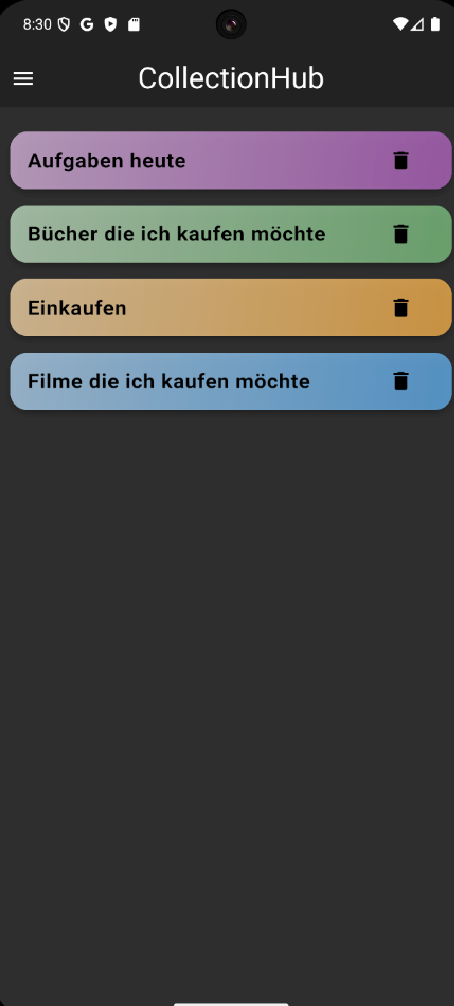 8:30
CollectionHub
Aufgaben heute
Bücher die ich kaufen möchte
Einkaufen
Filme die ich kaufen möchte